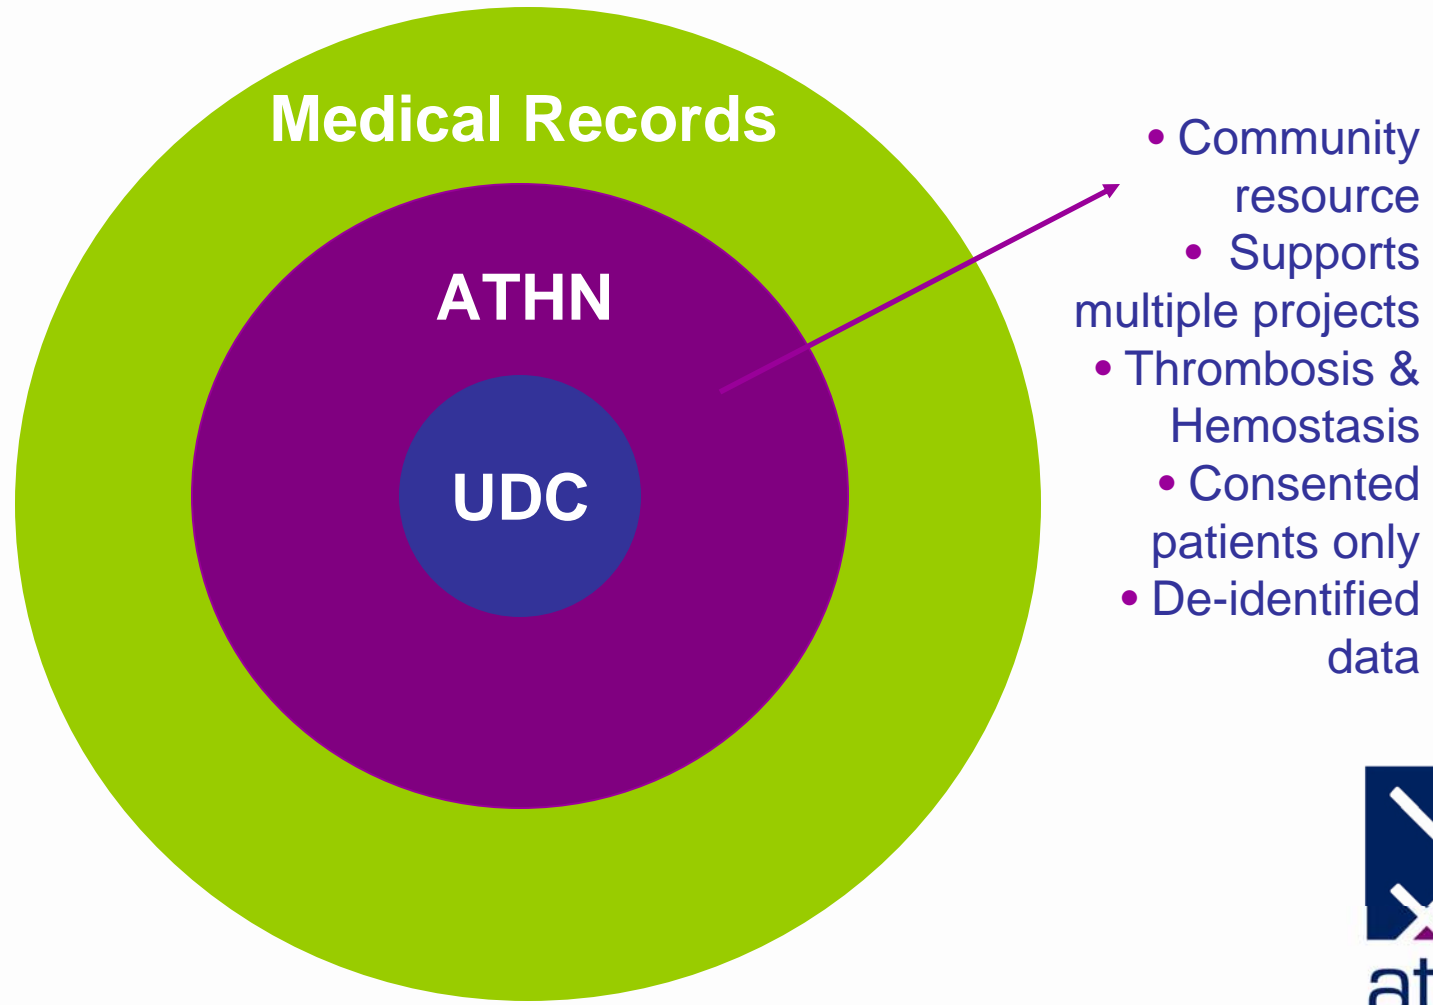 Medical Records
ATHN
UDC
• Community
resource
• Supports
multiple projects
• Thrombosis &
Hemostasis
• Consented
patients only
• De-identified
data